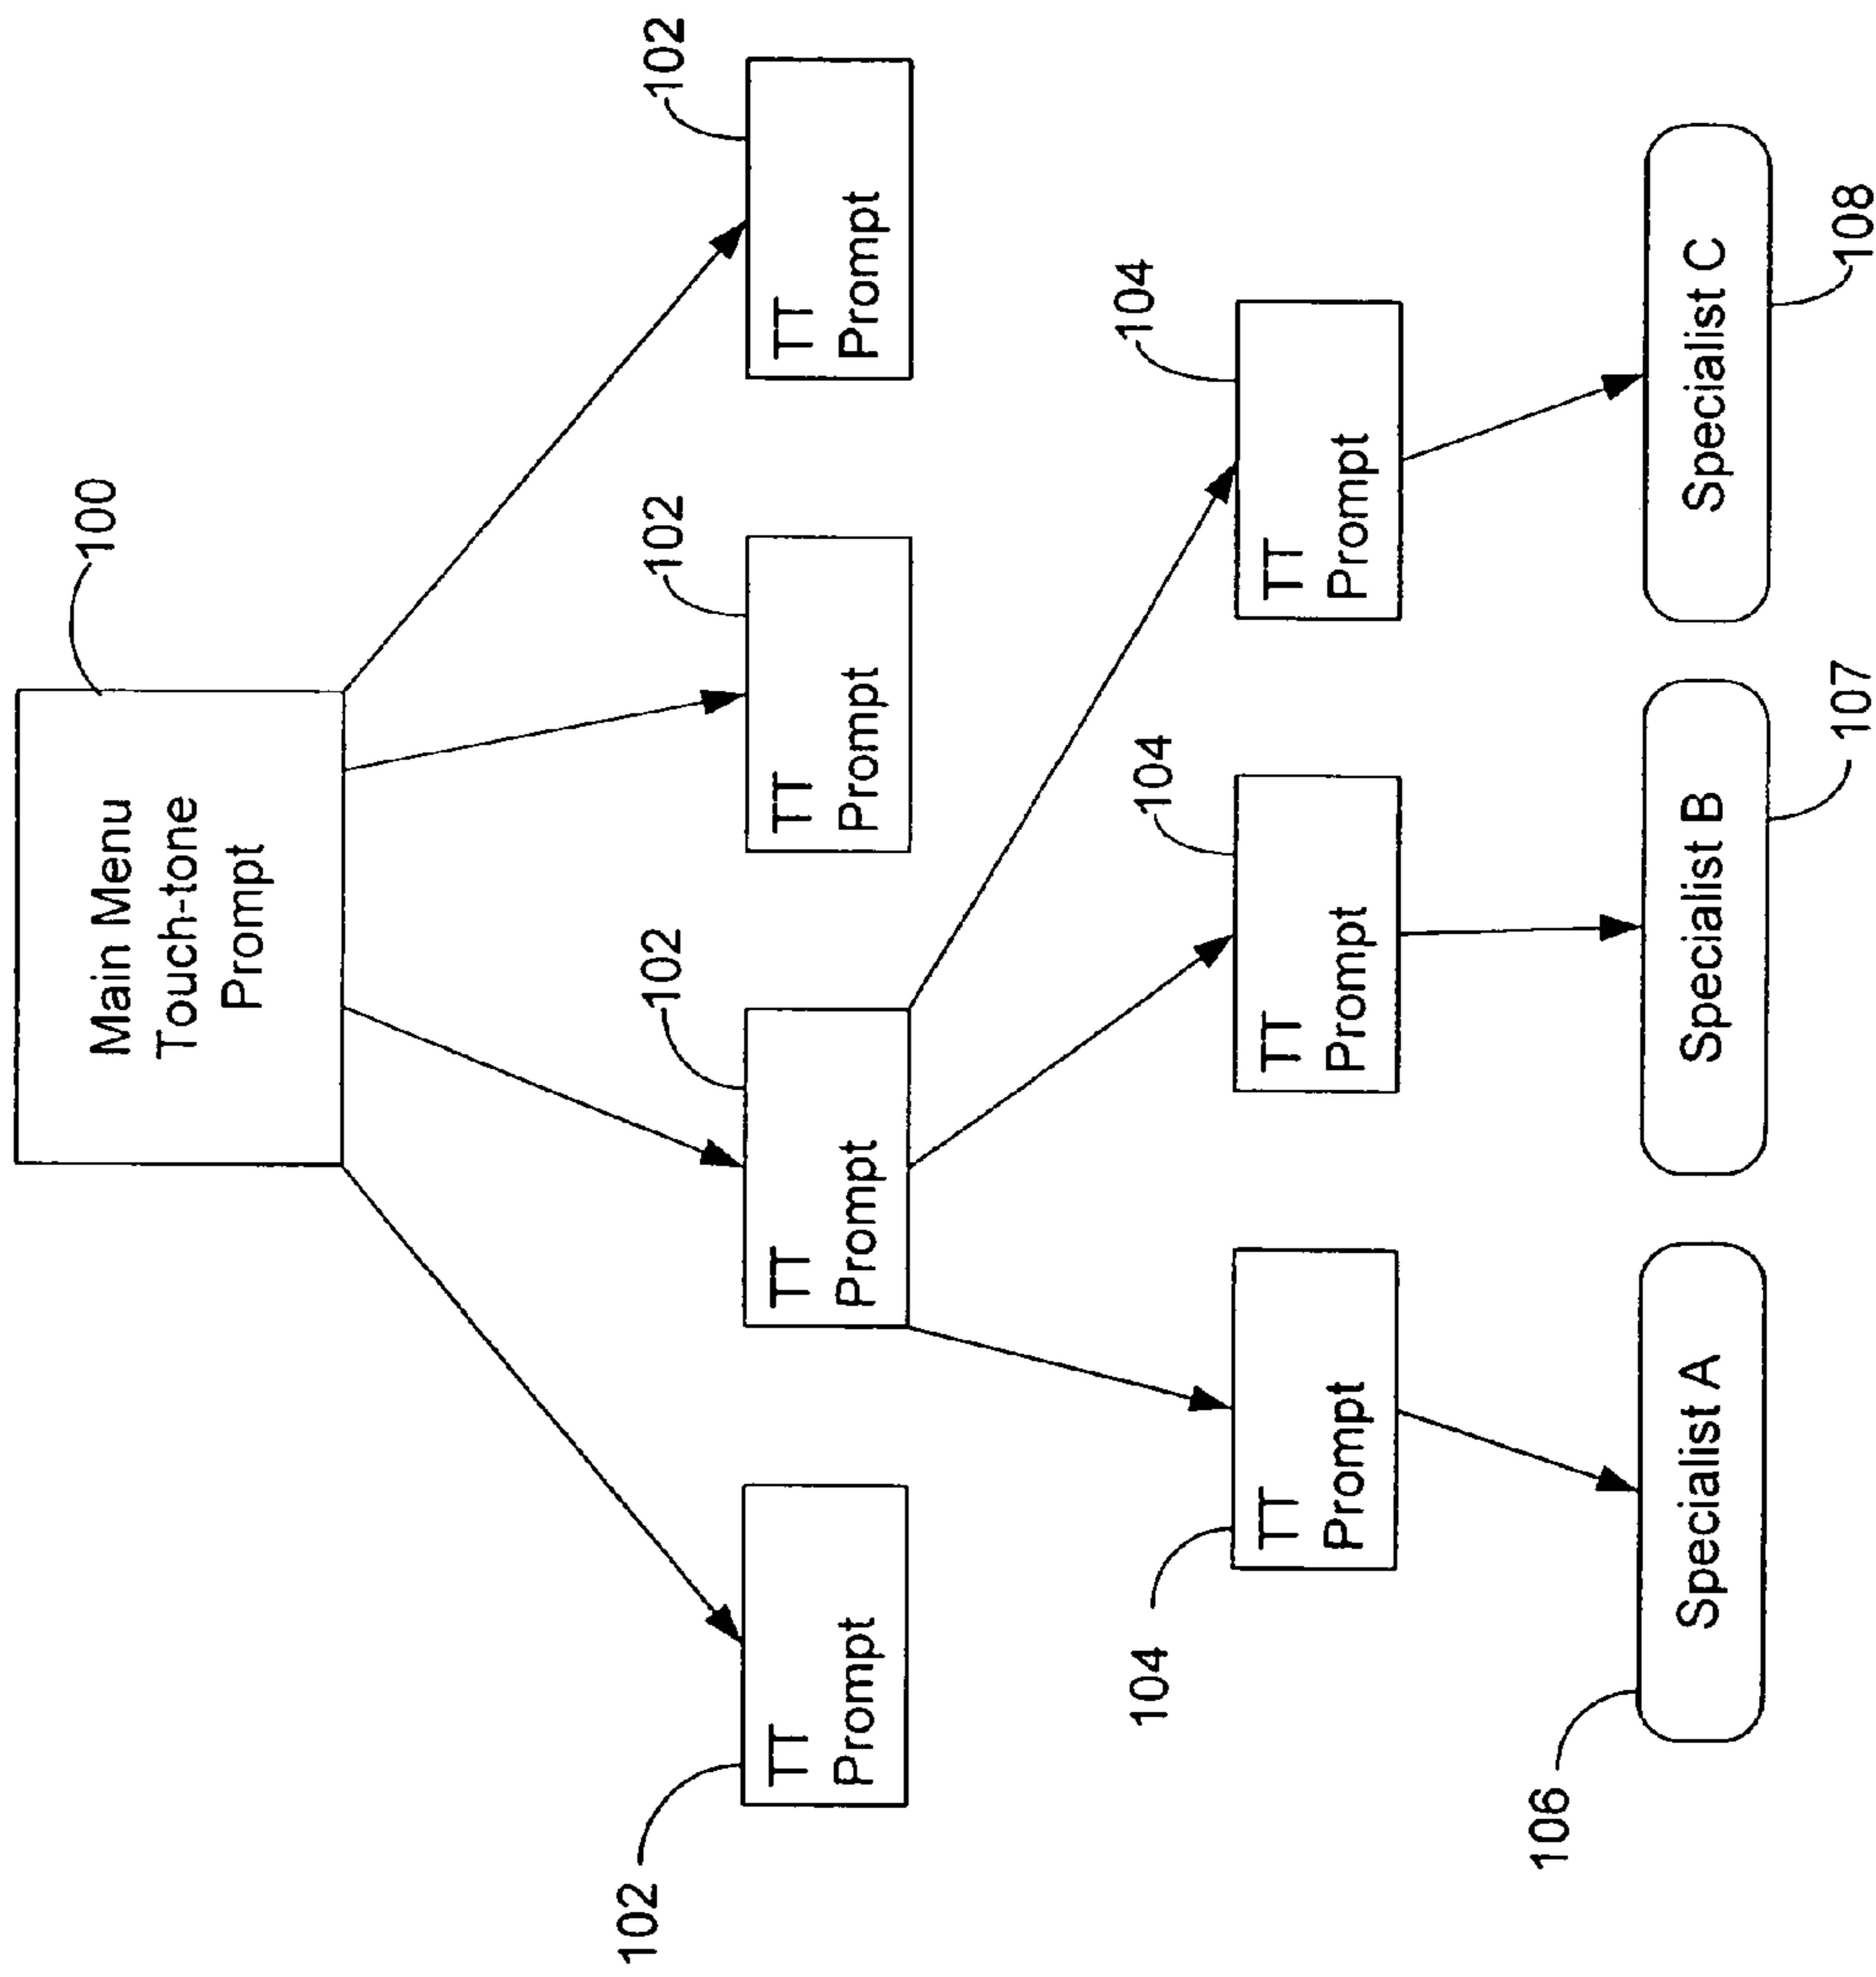 Main Menu
Touch-tone
Prompt
100
102
102
102
102
TT
Prompt
TT
Prompt
TT
Prompt
TT
Prompt
104
104
104
TT
Prompt
TT
Prompt
TT
Prompt
106
Specialist A
Specialist B
Specialist C
107
108